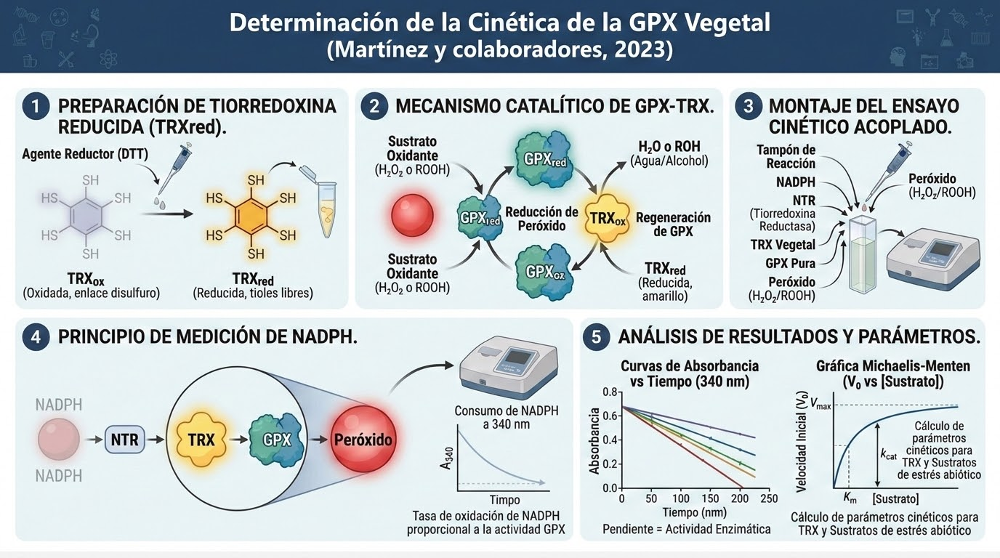 Determinación de la Cinética de la GPX Vegetal
(Martínez y colaboradores, 2023)
1
PREPARACIÓN DE TIORREDOXINA
REDUCIDA (TRXred).
Agente Reductor (DTT)
SH
HS
SH
HS
SH
SH
SH
HS
SH
HS
SH
SH
TRXox
(Oxidada, enlace disulfuro)
TRXred
(Reducida, tioles libres)
2
MECANISMO CATALÍTICO DE GPX-TRX.
Sustrato
Oxidante
(H₂O₂ o ROOH)
GPXred
H₂O o ROH
(Agua/Alcohol)
GPXred
Reducción de
Peróxido
TRXox
Regeneración
de GPX
Sustrato
Oxidante
(H₂O₂ o ROOH)
GPXoz
TRXred
(Reducida,
amarillo)
3
MONTAJE DEL ENSAYO
CINÉTICO ACOPLADO.
Tampón de
Reacción
NADPH
NTR
(Tiorredoxina
Reductasa)
TRX Vegetal
GPX Pura
Peróxido
(H₂O₂/ROOH)
Peróxido
(H₂O₂/ROOH)
4
PRINCIPIO DE MEDICIÓN DE NADPH.
NADPH
NADPH
NTR
TRX
GPX
Peróxido
Consumo de NADPH
a 340 nm
A340
Timpo
Tasa de oxidación de NADPH
proporcional a la actividad GPX
5
ANÁLISIS DE RESULTADOS Y PARÁMETROS.
Curvas de Absorbancia
vs Tiempo (340 nm)
Absorbancia
0.8
0.6
0.4
0.2
0.0
0 50 100 150 200
Tiempo (nm)
Pendiente = Actividad Enzimática
Gráfica Michaelis-Menten
(V₀ vs [Sustrato])
Velocidad Inicial (V₀)
Vmax
kcat
Cálculo de
parámetros
cinéticos para
TRX y Sustratos
de estrés abiótico
Km
[Sustrato]
Cálculo de parámetros cinéticos para
TRX y Sustratos de estrés abiótico